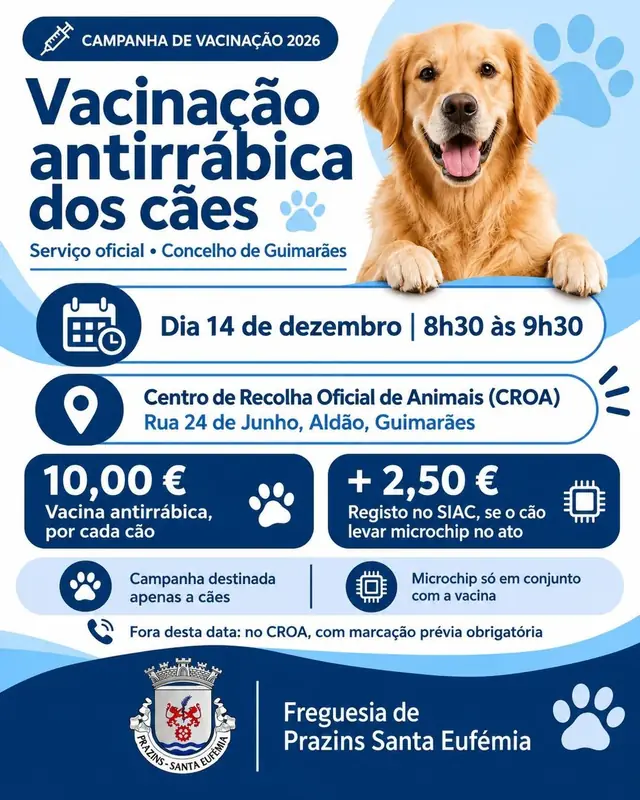 CAMPANHA DE VACINAÇÃO 2026
Vacinação
antirrábica
dos cães
Serviço oficial • Concelho de Guimarães
Dia 14 de dezembro | 8h30 às 9h30
Centro de Recolha Oficial de Animais (CROA)
Rua 24 de Junho, Aldão, Guimarães
10,00 €
Vacina antirrábica,
por cada cão
+ 2,50 €
Registo no SIAC, se o cão
levar microchip no ato
Campanha destinada
apenas a cães
Microchip só em conjunto
com a vacina
Fora desta data: no CROA, com marcação prévia obrigatória
PRAZINS - SANTA EUFÉMIA
Freguesia de
Prazins Santa Eufémia